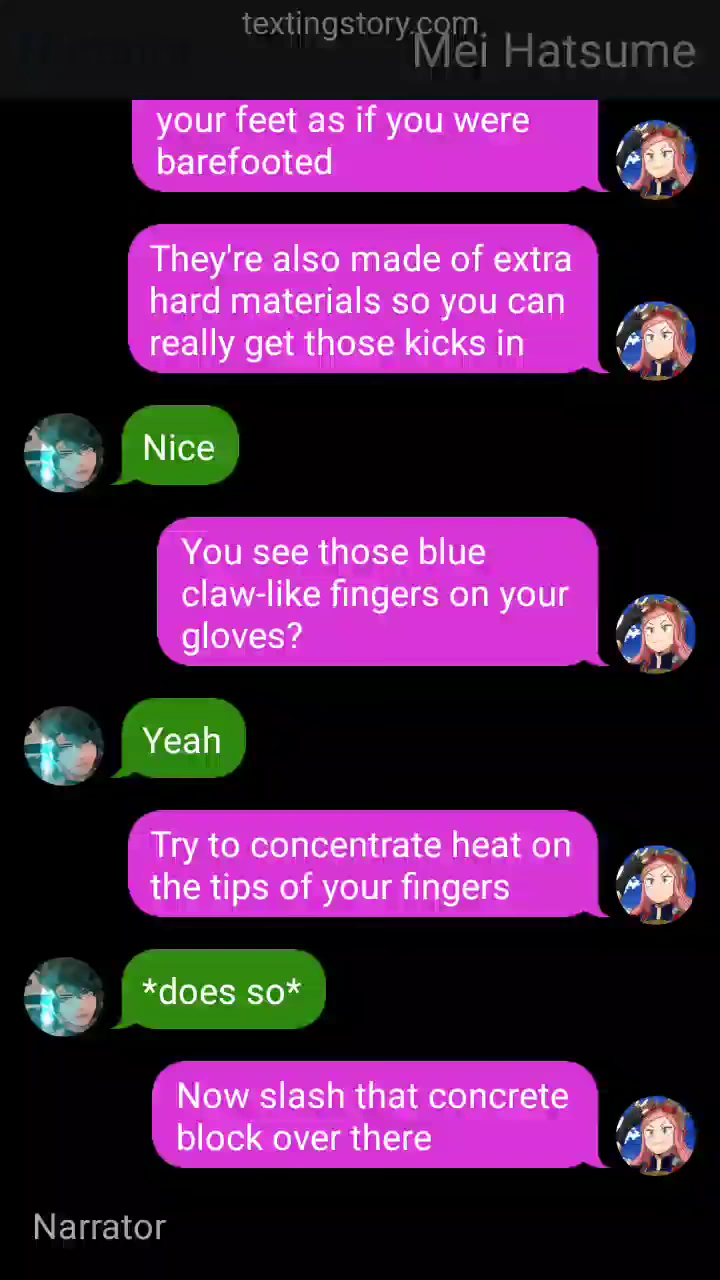 textingstory.com
Mei Hatsume
your feet as if you were
barefooted
They're also made of extra
hard materials so you can
really get those kicks in
Nice
You see those blue
claw-like fingers on your
gloves?
Yeah
Try to concentrate heat on
the tips of your fingers
*does so*
Now slash that concrete
block over there
Narrator